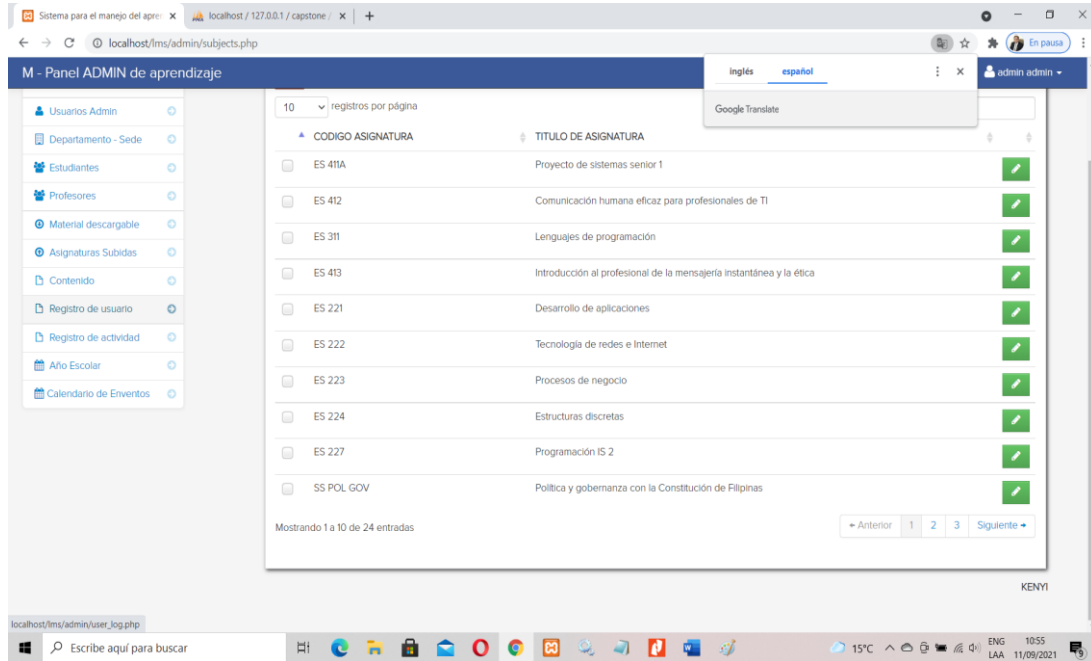 Sistema para el manejo del apren
localhost / 127.0.0.1 / capstone /
localhost/lms/admin/subjects.php
En pausa
M - Panel ADMIN de aprendizaje
inglés español
admin admin
Google Translate
Usuarios Admin
Departamento - Sede
Estudiantes
Profesores
Material descargable
Asignaturas Subidas
Contenido
Registro de usuario
Registro de actividad
Año Escolar
Calendario de Enventos
10 registros por página
CODIGO ASIGNATURA TITULO DE ASIGNATURA
ES 411A Proyecto de sistemas senior 1
ES 412 Comunicación humana eficaz para profesionales de TI
ES 311 Lenguajes de programación
ES 413 Introducción al profesional de la mensajería instantánea y la ética
ES 221 Desarrollo de aplicaciones
ES 222 Tecnología de redes e Internet
ES 223 Procesos de negocio
ES 224 Estructuras discretas
ES 227 Programación IS 2
SS POL GOV Política y gobernanza con la Constitución de Filipinas
Mostrando 1 a 10 de 24 entradas
← Anterior 1 2 3 Siguiente →
KENYI
localhost/lms/admin/user_log.php
Escribe aquí para buscar
15°C
ENG
LAA
10:55
11/09/2021